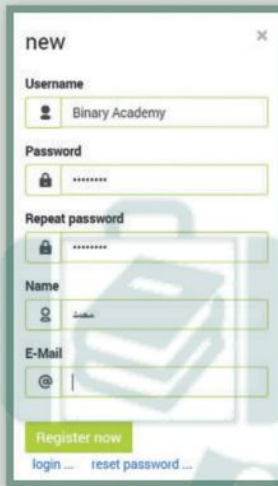 new
×
Username
Binary Academy
Password
••••••••
Repeat password
••••••••
Name
E-Mail
@
Register now
login ... reset password ...